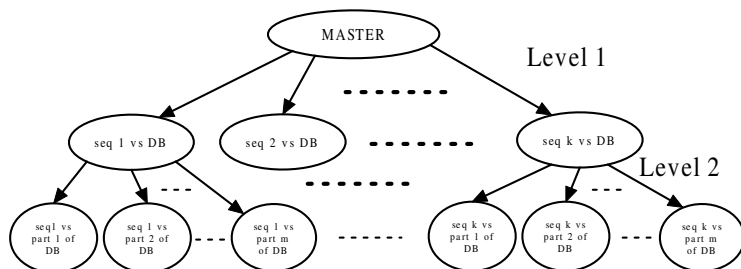 MASTER
Level 1
seq 1 vs DB
seq 2 vs DB
seq k vs DB
Level 2
seq1 vs
part 1 of
DB
seq 1 vs
part 2 of
DB
seq 1 vs
part m
of DB
seq k vs
part 1 of
DB
seq k vs
part 2 of
DB
seq k vs
part m
of DB